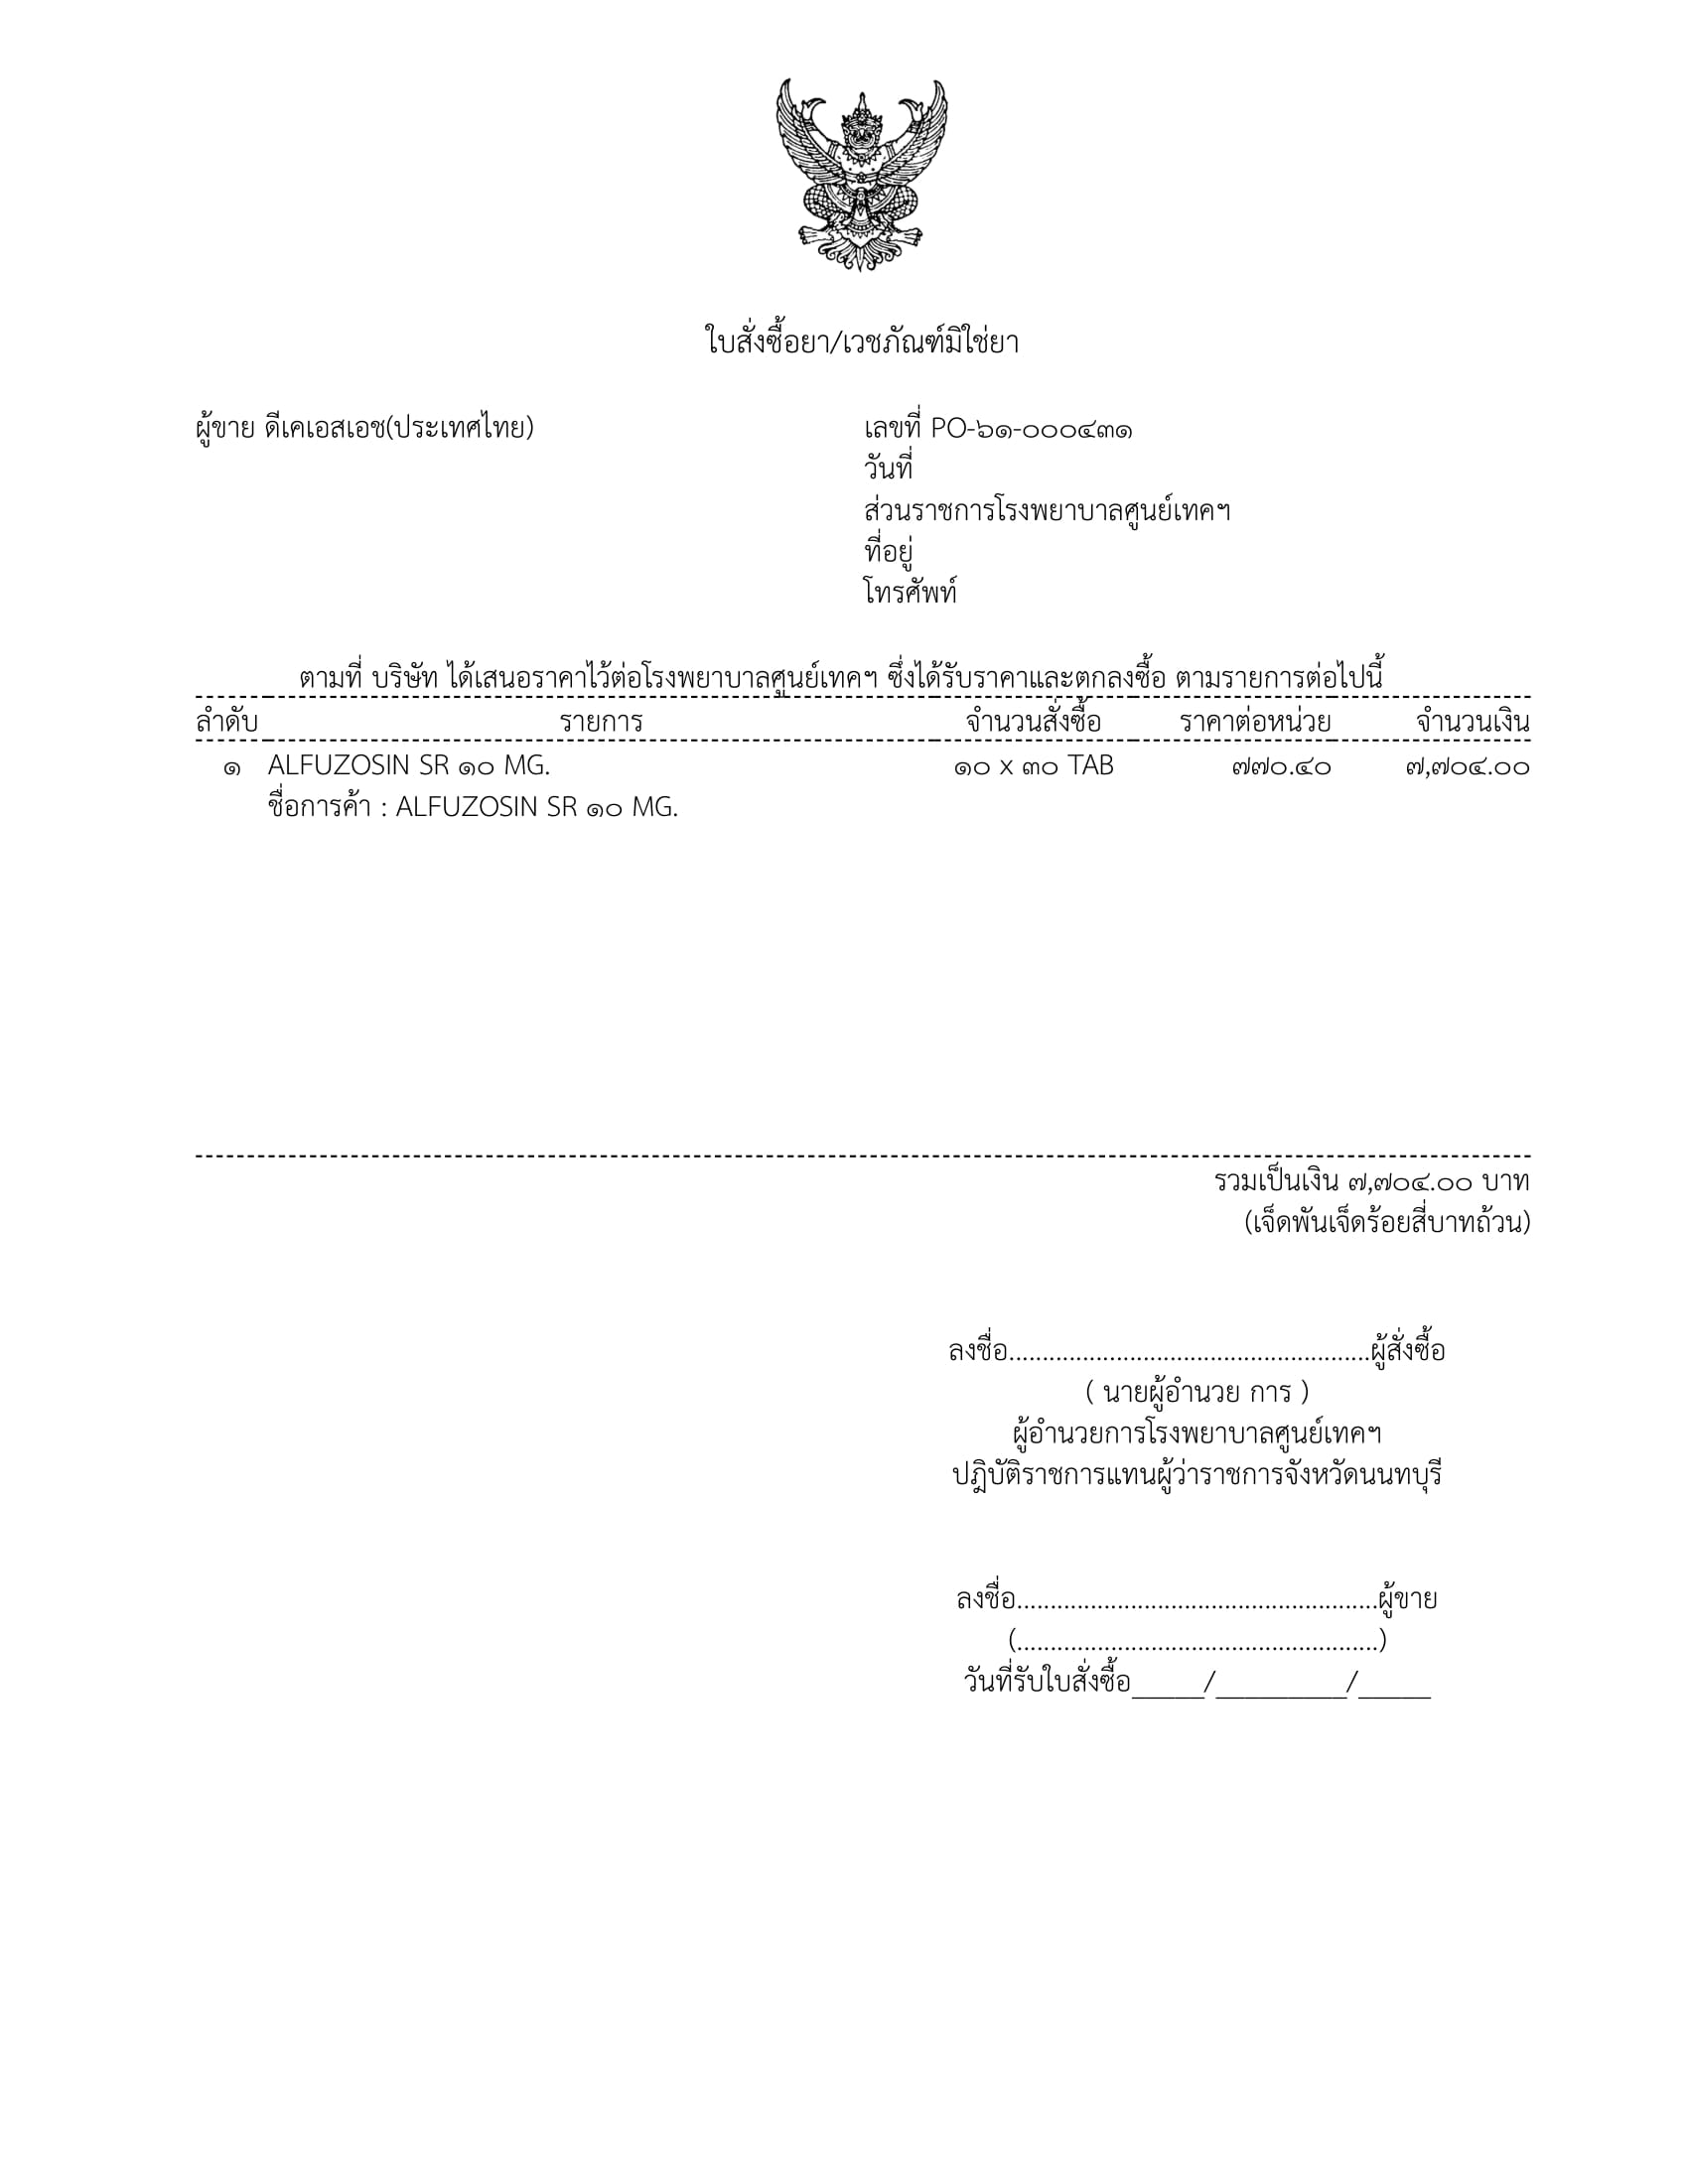 ใบสั่งซื้อยา/เวชภัณฑ์มิใช่ยา
ผู้ขาย ดีเคเอสเอช(ประเทศไทย)
เลขที่ PO-๖๑-๐๐๐๔๓๑
วันที่
ส่วนราชการโรงพยาบาลศูนย์เทคฯ
ที่อยู่
โทรศัพท์
ตามที่ บริษัท ได้เสนอราคาไว้ต่อโรงพยาบาลศูนย์เทคฯ ซึ่งได้รับราคาและตกลงซื้อ ตามรายการต่อไปนี้
ลำดับ รายการ จำนวนสั่งซื้อ ราคาต่อหน่วย จำนวนเงิน
๑ ALFUZOSIN SR ๑๐ MG. ๑๐ x ๓๐ TAB ๗๗๐.๔๐ ๗,๗๐๔.๐๐
ชื่อการค้า : ALFUZOSIN SR ๑๐ MG.
รวมเป็นเงิน ๗,๗๐๔.๐๐ บาท
(เจ็ดพันเจ็ดร้อยสี่บาทถ้วน)
ลงชื่อ......................................................ผู้สั่งซื้อ
( นายผู้อำนวย การ )
ผู้อำนวยการโรงพยาบาลศูนย์เทคฯ
ปฎิบัติราชการแทนผู้ว่าราชการจังหวัดนนทบุรี
ลงชื่อ......................................................ผู้ขาย
(......................................................)
วันที่รับใบสั่งซื้อ_____/_________/_____